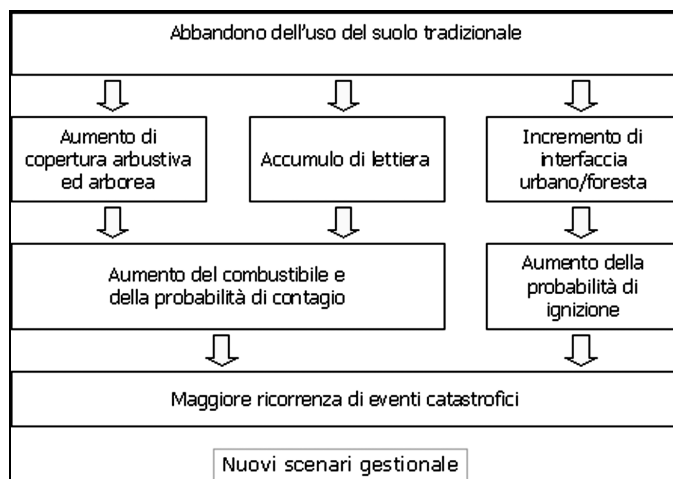 Abbandono dell'uso del suolo tradizionale
Aumento di
copertura arbustiva
ed arborea
Accumulo di lettiera
Incremento di
interfaccia
urbano/foresta
Aumento del combustibile e
della probabilità di contagio
Aumento della
probabilità di
ignizione
Maggiore ricorrenza di eventi catastrofici
Nuovi scenari gestionale